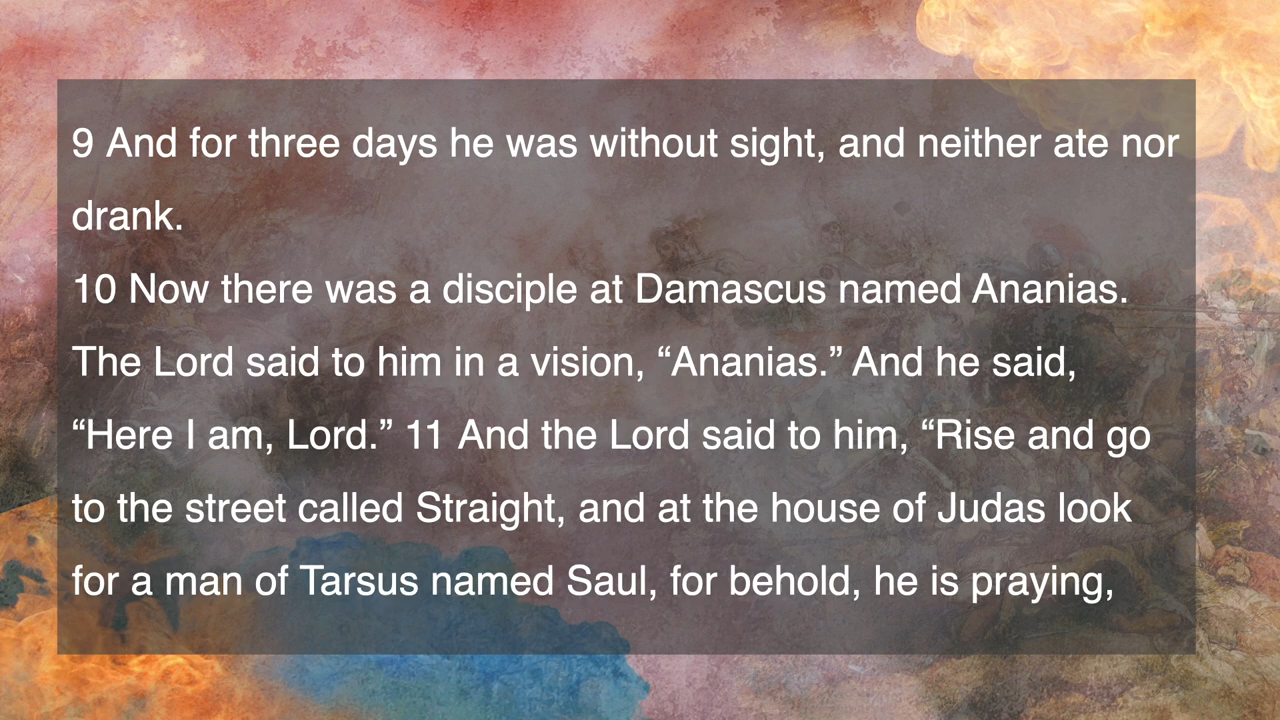 9 And for three days he was without sight, and neither ate nor
drank.
10 Now there was a disciple at Damascus named Ananias.
The Lord said to him in a vision, “Ananias.” And he said,
“Here I am, Lord.” 11 And the Lord said to him, “Rise and go
to the street called Straight, and at the house of Judas look
for a man of Tarsus named Saul, for behold, he is praying,